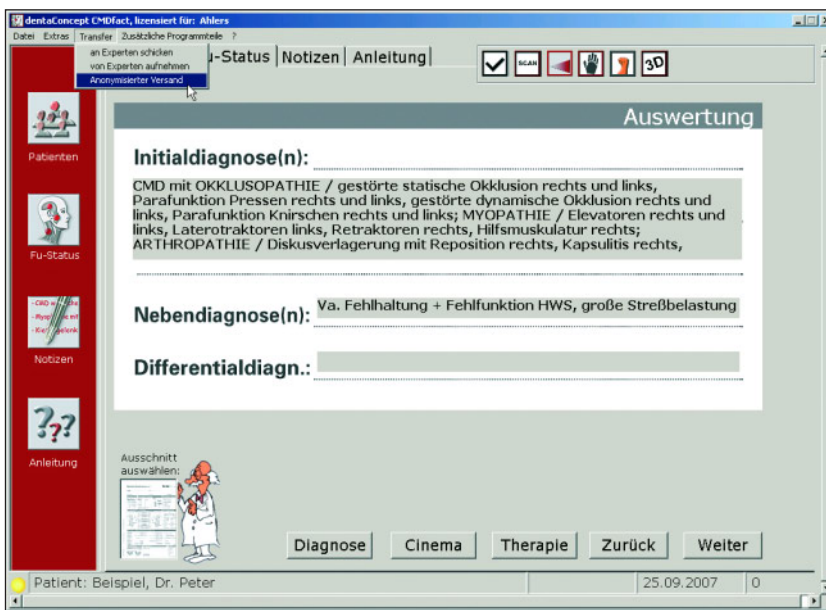 dentaConcept CMDfact, lizensiert für: Ahlers
Datei Extras Transfer Zusätzliche Programmteile ?
an Experten schicken
von Experten aufnehmen
Anonymisierter Versand
u-Status Notizen Anleitung
SCAN 3D
Patienten
Fu-Status
Notizen
Anleitung
Auswertung
Initialdiagnose(n):
CMD mit OKKLUSOPATHIE / gestörte statische Okklusion rechts und links,
Parafunktion Pressen rechts und links, gestörte dynamische Okklusion rechts und
links, Parafunktion Knirschen rechts und links; MYOPATHIE / Elevatoren rechts und
links, Laterotraktoren links, Retraktoren rechts, Hilfsmuskulatur rechts;
ARTHROPATHIE / Diskusverlagerung mit Reposition rechts, Kapsulitis rechts,
Nebendiagnose(n): Va. Fehlhaltung + Fehlfunktion HWS, große Streßbelastung
Differentialdiagn.:
Ausschnitt
auswählen:
Diagnose Cinema Therapie Zurück Weiter
Patient: Beispiel, Dr. Peter 25.09.2007 0